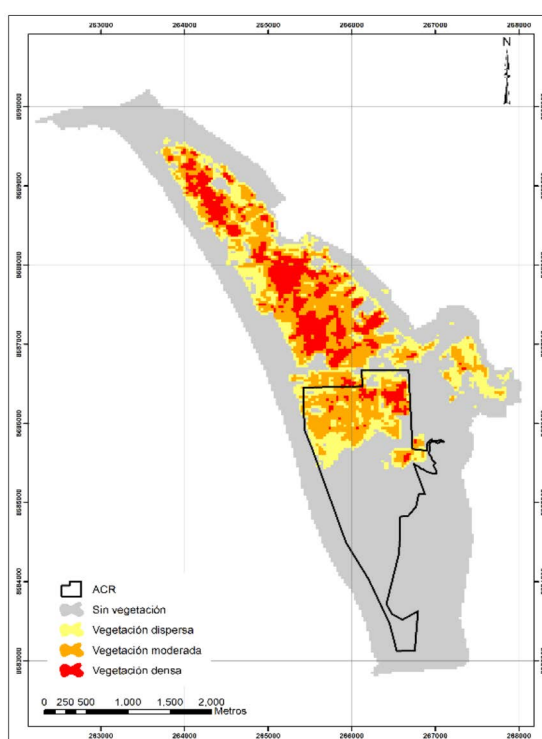 263000 264000 265000 266000 267000 268000
N
8690000
8689000
8688000
8687000
8686000
8685000
8684000
8683000
ACR
Sin vegetación
Vegetación dispersa
Vegetación moderada
Vegetación densa
0 250 500 1,000 1,500 2,000
Metros
263000 264000 265000 266000 267000 268000